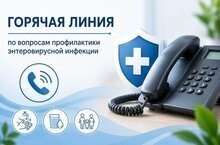 ГОРЯЧАЯ ЛИНИЯ
по вопросам профилактики
энтеровирусной инфекции